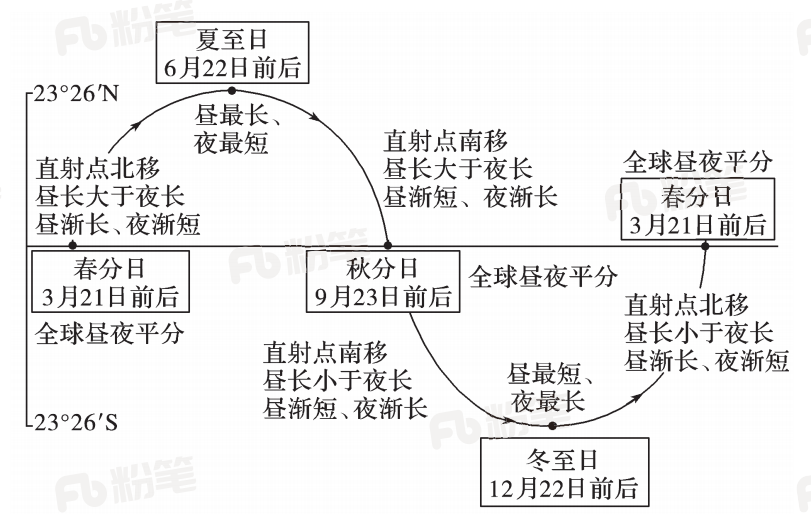 粉笔
夏至日
6月22日前后
23°26′N
昼最长、
夜最短
直射点北移
昼长大于夜长
昼渐长、夜渐短
直射点南移
昼长大于夜长
昼渐短、夜渐长
全球昼夜平分
春分日
3月21日前后
粉笔
粉笔
春分日
3月21日前后
全球昼夜平分
秋分日
9月23日前后
全球昼夜平分
直射点南移
昼长小于夜长
昼渐短、夜渐长
昼最短、
夜最长
直射点北移
昼长小于夜长
昼渐长、夜渐短
23°26′S
粉笔
冬至日
12月22日前后
粉笔